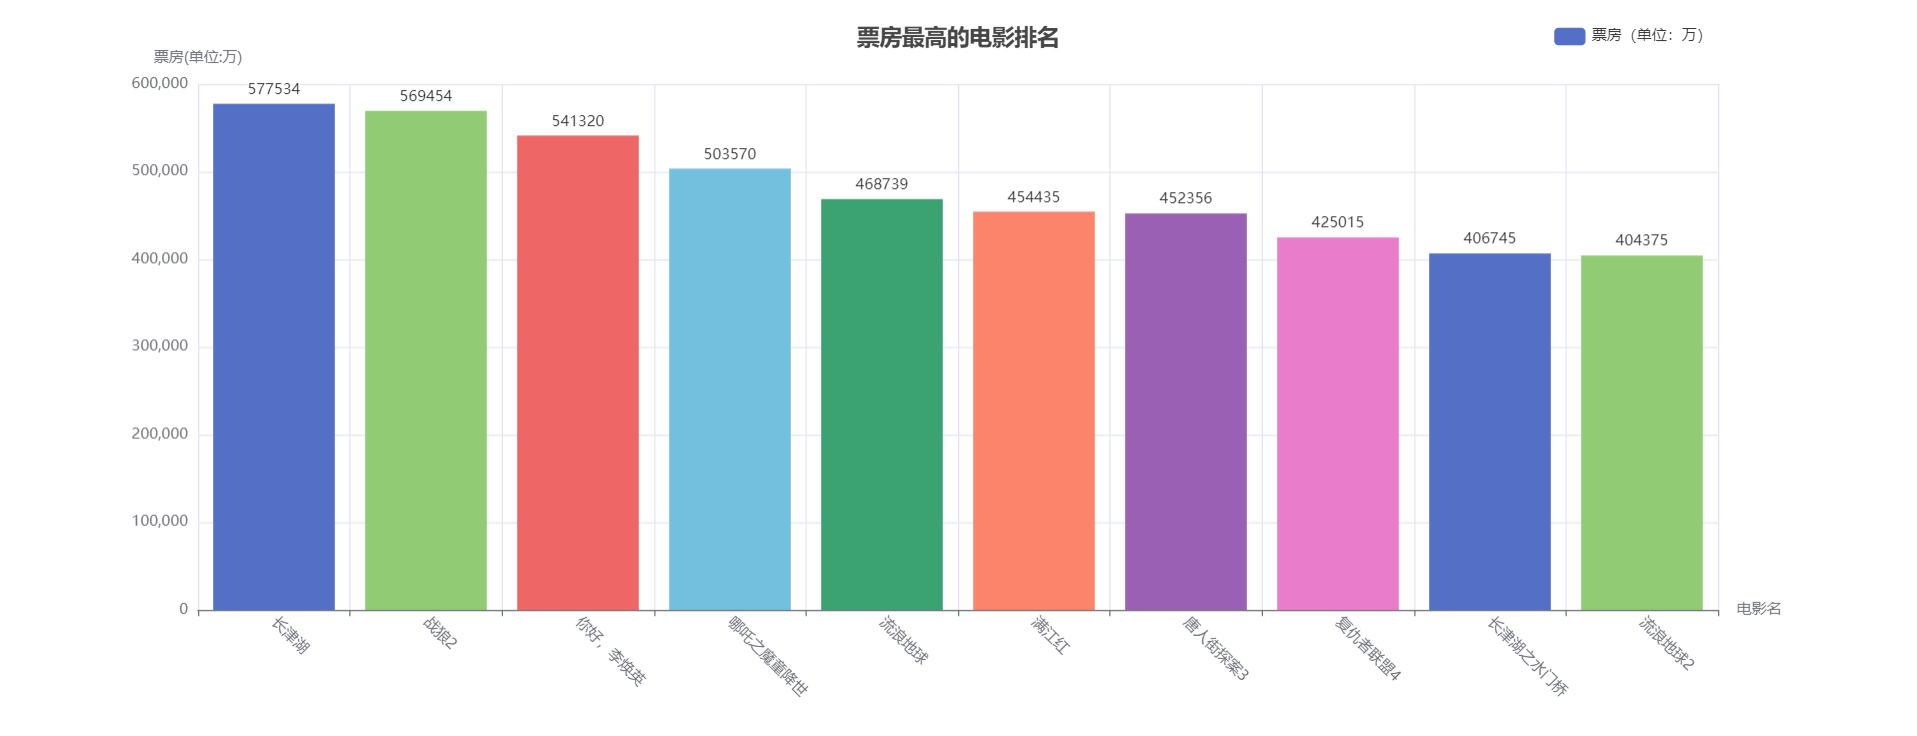 票房最高的电影排名
票房（单位：万）
票房(单位:万)
600,000
500,000
400,000
300,000
200,000
100,000
0
577534
569454
541320
503570
468739
454435
452356
425015
406745
404375
长津湖
战狼2
你好，李焕英
哪吒之魔童降世
流浪地球
满江红
唐人街探案3
复仇者联盟4
长津湖之水门桥
流浪地球2
电影名